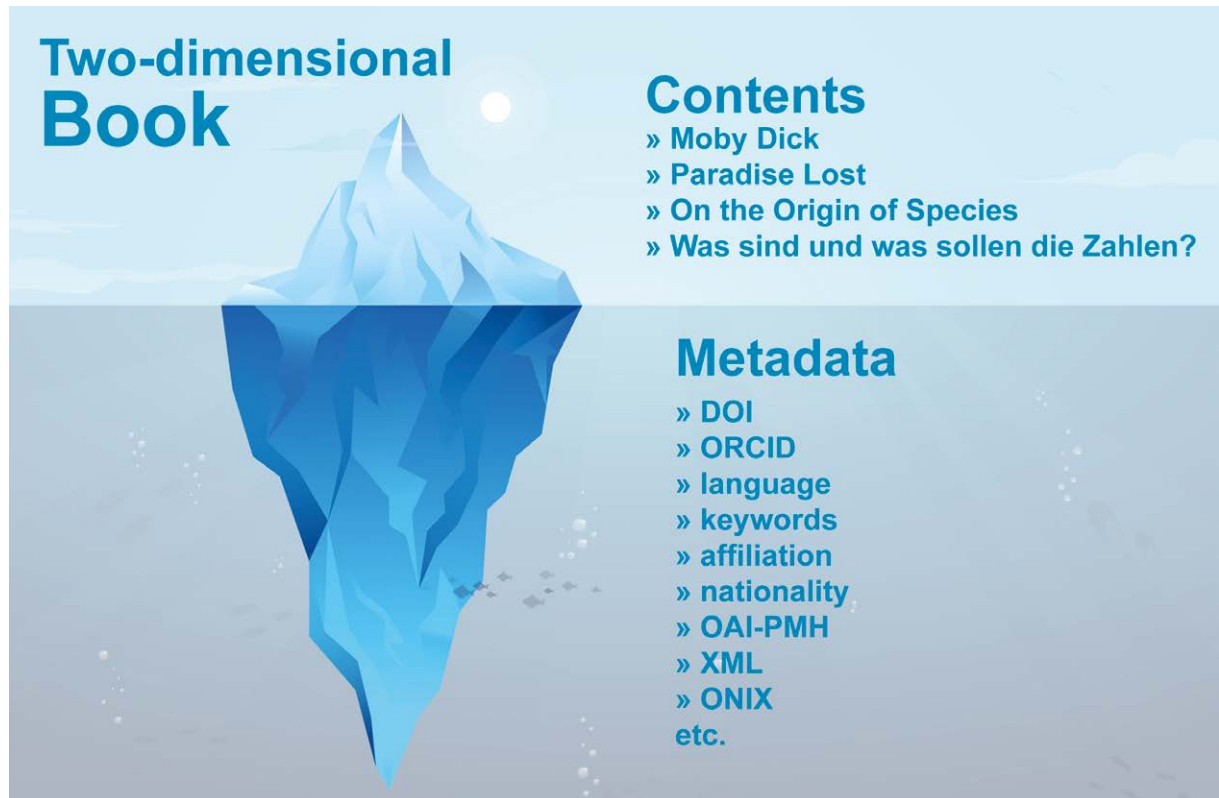 Two-dimensional
Book
Contents
» Moby Dick
» Paradise Lost
» On the Origin of Species
» Was sind und was sollen die Zahlen?
Metadata
» DOI
» ORCID
» language
» keywords
» affiliation
» nationality
» OAI-PMH
» XML
» ONIX
etc.